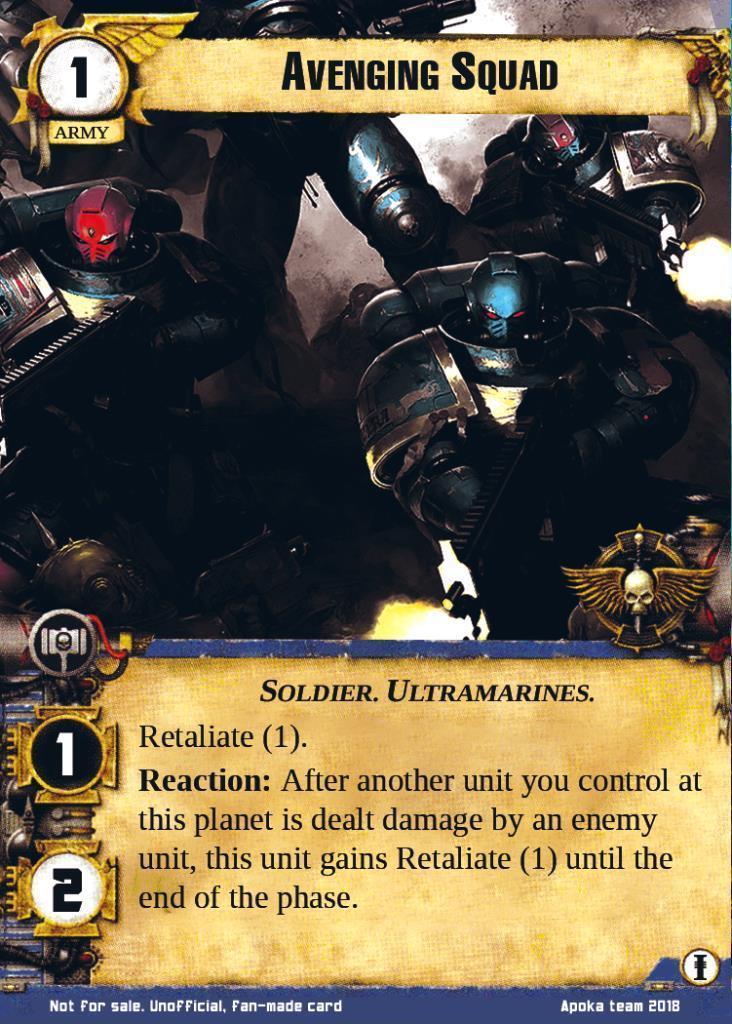 1
AVENGING SQUAD
ARMY
SOLDIER. ULTRAMARINES.
1
Retaliate (1).
Reaction: After another unit you control at
this planet is dealt damage by an enemy
unit, this unit gains Retaliate (1) until the
2
end of the phase.
I
Not for sale. Unofficial, fan-made card
Apoka team 2018